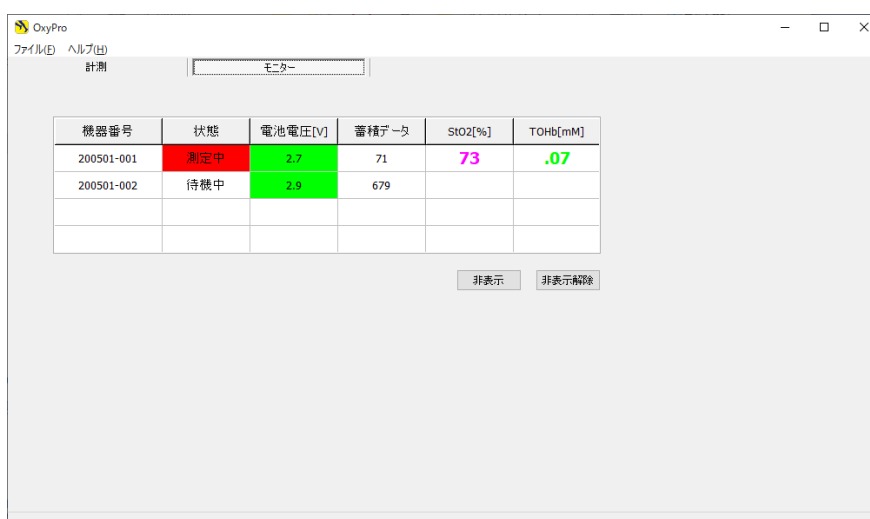 OxyPro
ファイル(F) ヘルプ(H)
計測 モニター
機器番号 状態 電池電圧[V] 蓄積データ StO2[%] TOHb[mM]
200501-001 測定中 2.7 71 73 .07
200501-002 待機中 2.9 679
非表示 非表示解除